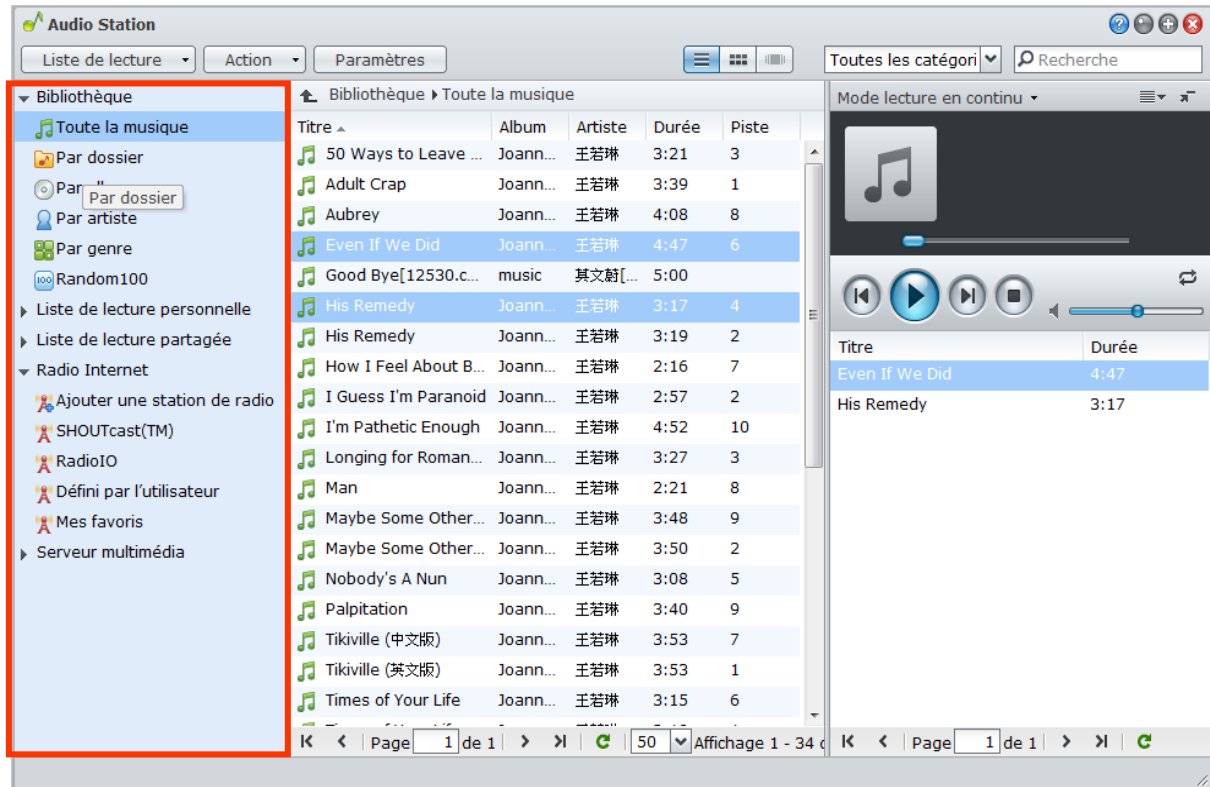 Audio Station
Liste de lecture Action Paramètres Toutes les catégori Recherche
Bibliothèque
Toute la musique
Par dossier
Par
Par dossier
Par artiste
Par genre
Random100
Liste de lecture personnelle
Liste de lecture partagée
Radio Internet
Ajouter une station de radio
SHOUTcast(TM)
RadioIO
Défini par l'utilisateur
Mes favoris
Serveur multimédia
Bibliothèque Toute la musique
Titre Album Artiste Durée Piste
50 Ways to Leave ... Joann... 王若琳 3:21 3
Adult Crap Joann... 王若琳 3:39 1
Aubrey Joann... 王若琳 4:08 8
Even If We Did Joann... 王若琳 4:47 6
Good Bye[12530.c... music 5:00
His Remedy Joann... 王若琳 3:17 4
His Remedy Joann... 王若琳 3:19 2
How I Feel About B... Joann... 王若琳 2:16 7
I Guess I'm Paranoid Joann... 王若琳 2:57 2
I'm Pathetic Enough Joann... 王若琳 4:52 10
Longing for Roman... Joann... 王若琳 3:27 3
Man Joann... 王若琳 2:21 8
Maybe Some Other... Joann... 王若琳 3:48 9
Maybe Some Other... Joann... 王若琳 3:50 2
Nobody's A Nun Joann... 王若琳 3:08 5
Palpitation Joann... 王若琳 3:40 9
Tikiville (中文版) Joann... 王若琳 3:53 7
Tikiville (英文版) Joann... 王若琳 3:53 1
Times of Your Life Joann... 王若琳 3:15 6
Page 1 de 1 50 Affichage 1 - 34
Mode lecture en continu
Titre Durée
Even If We Did 4:47
His Remedy 3:17
Page 1 de 1